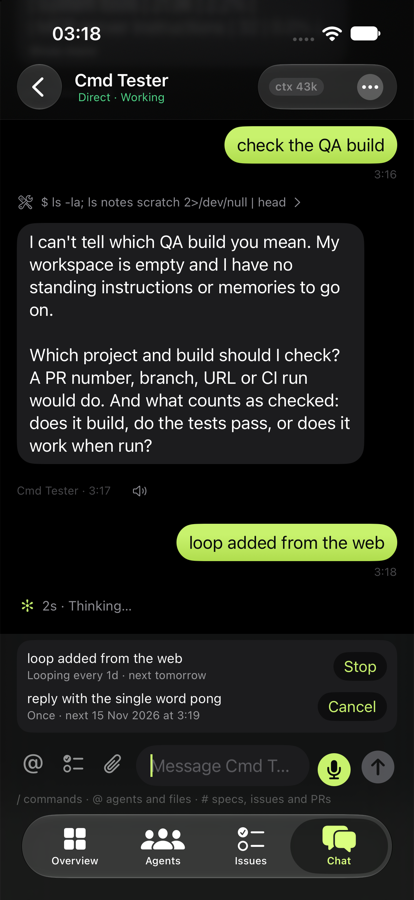 03:18
Cmd Tester
Direct · Working
ctx 43k
check the QA build
3:16
$ ls -la; ls notes scratch 2>/dev/null | head
I can't tell which QA build you mean. My
workspace is empty and I have no
standing instructions or memories to go
on.
Which project and build should I check?
A PR number, branch, URL or CI run
would do. And what counts as checked:
does it build, do the tests pass, or does it
work when run?
Cmd Tester · 3:17
loop added from the web
3:18
2s · Thinking...
loop added from the web
Looping every 1d · next tomorrow
Stop
reply with the single word pong
Once · next 15 Nov 2026 at 3:19
Cancel
Message Cmd T...
/ commands · @ agents and files · # specs, issues and PRs
Overview
Agents
Issues
Chat